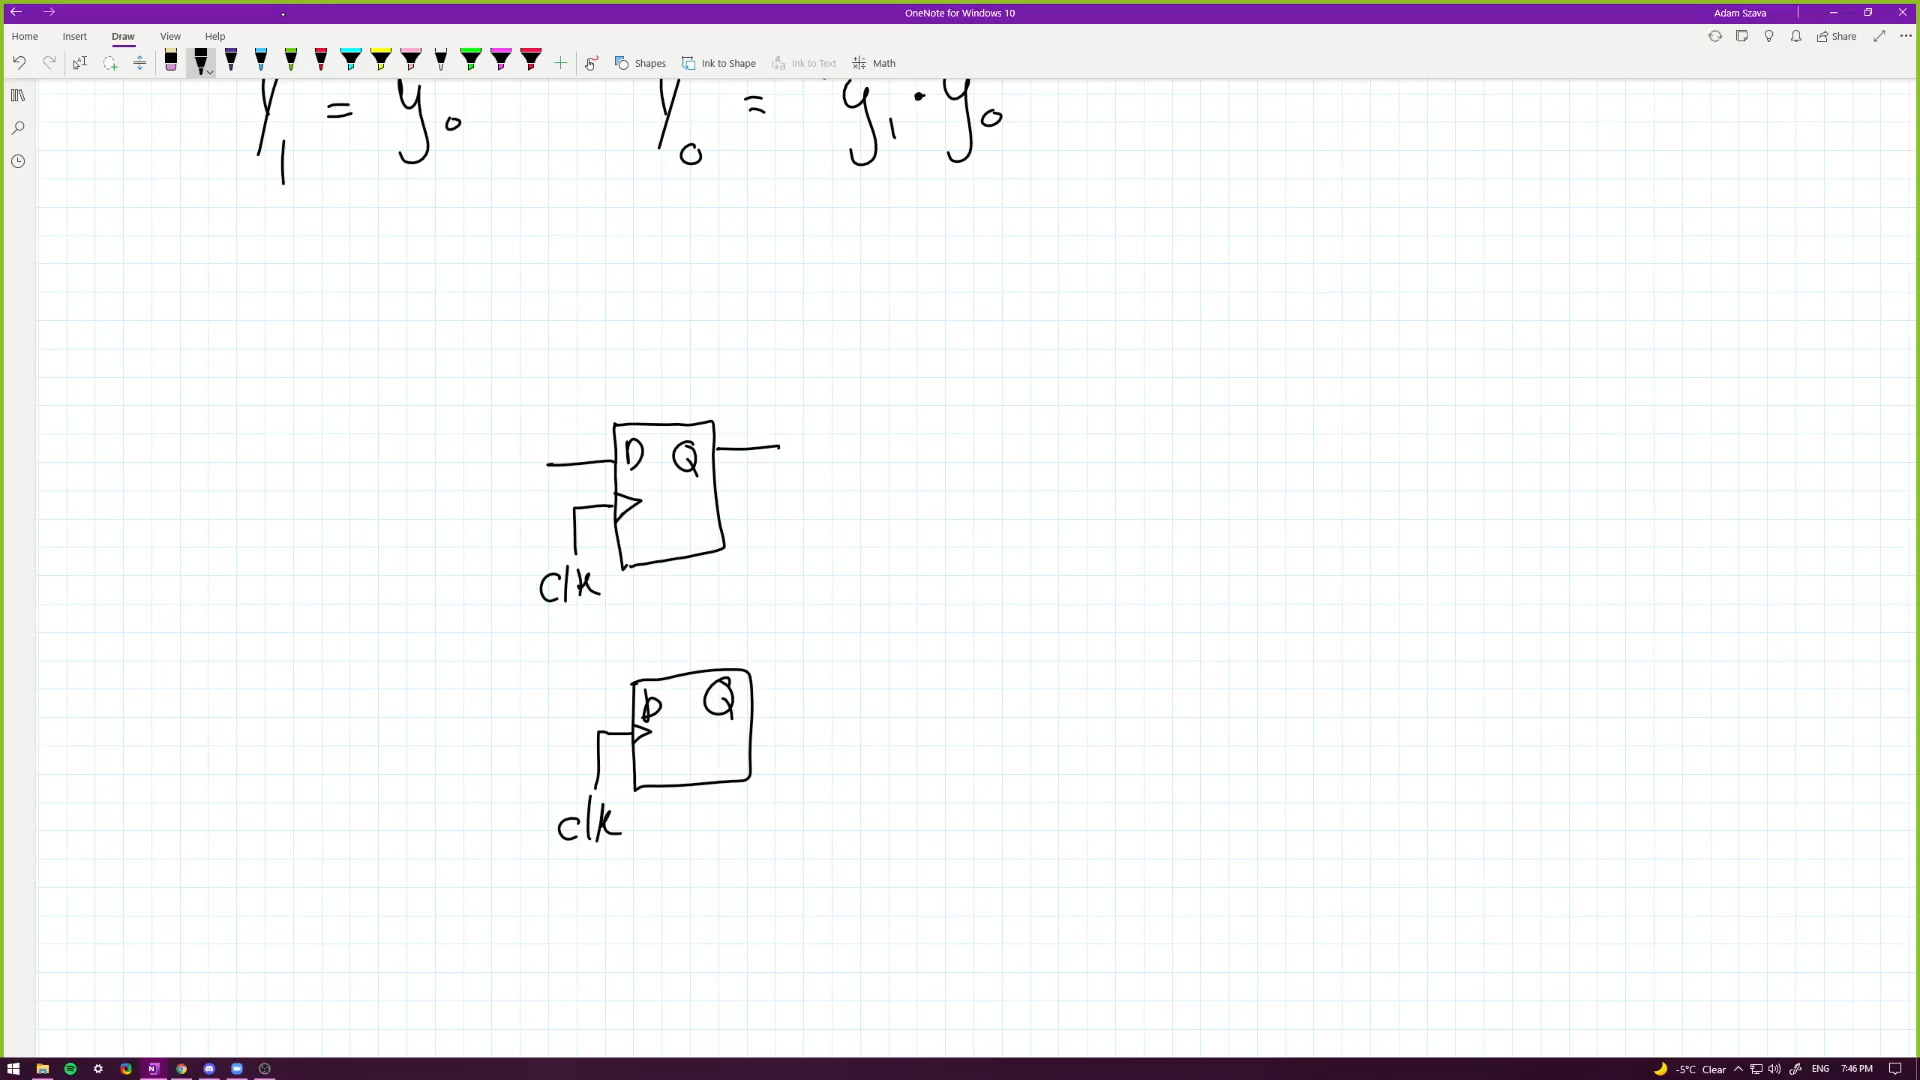 OneNote for Windows 10
Adam Szava
Home Insert Draw View Help
Share
Shapes Ink to Shape Ink to Text Math
Y1 = y0 Y0 = y1 · y0
D Q
clk
D Q
clk
-5°C Clear ENG 7:46 PM